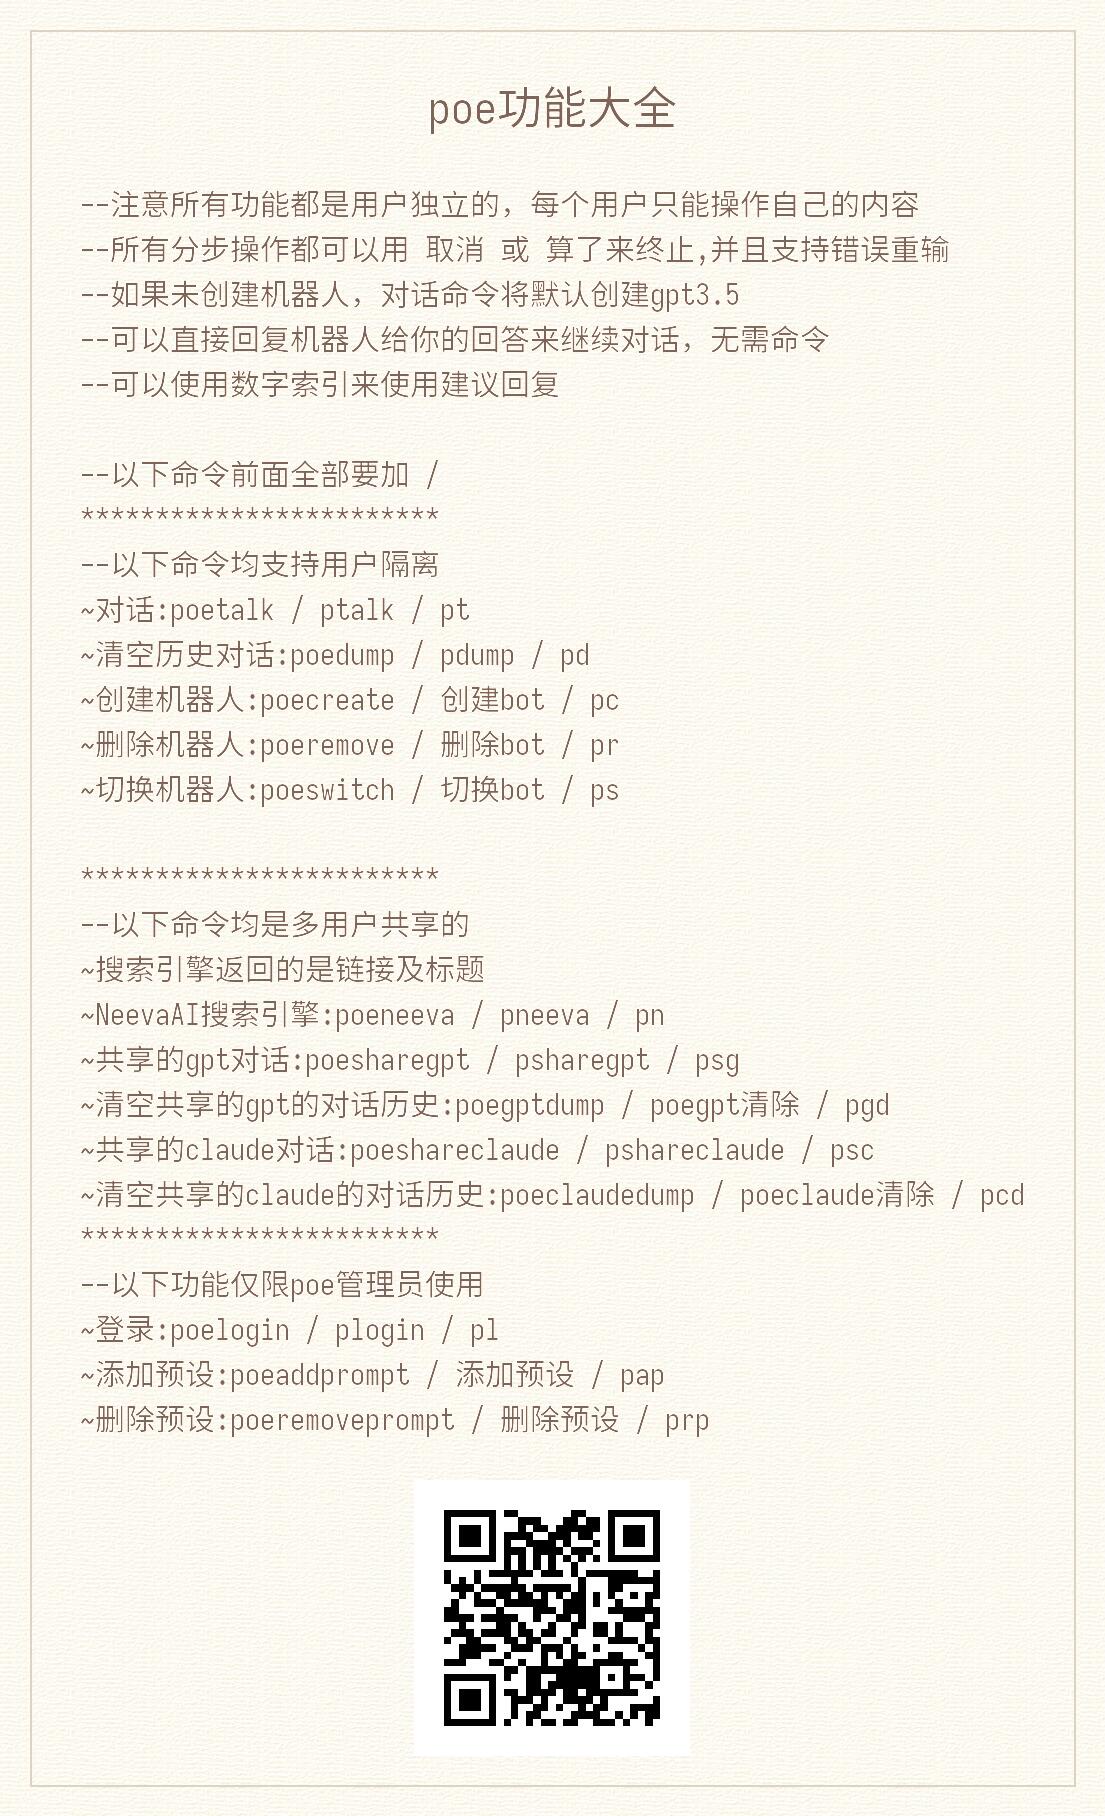 poe功能大全
--注意所有功能都是用户独立的，每个用户只能操作自己的内容
--所有分步操作都可以用 取消 或 算了来终止,并且支持错误重输
--如果未创建机器人，对话命令将默认创建gpt3.5
--可以直接回复机器人给你的回答来继续对话，无需命令
--可以使用数字索引来使用建议回复
--以下命令前面全部要加 /
************************
--以下命令均支持用户隔离
~对话:poetalk / ptalk / pt
~清空历史对话:poedump / pdump / pd
~创建机器人:poecreate / 创建bot / pc
~删除机器人:poeremove / 删除bot / pr
~切换机器人:poeswitch / 切换bot / ps
************************
--以下命令均是多用户共享的
~搜索引擎返回的是链接及标题
~NeevaAI搜索引擎:poeneeva / pneeva / pn
~共享的gpt对话:poesharegpt / psharegpt / psg
~清空共享的gpt的对话历史:poegptdump / poegpt清除 / pgd
~共享的claude对话:poeshareclaude / pshareclaude / psc
~清空共享的claude的对话历史:poeclaudedump / poeclaude清除 / pcd
************************
--以下功能仅限poe管理员使用
~登录:poelogin / plogin / pl
~添加预设:poeaddprompt / 添加预设 / pap
~删除预设:poeremoveprompt / 删除预设 / prp